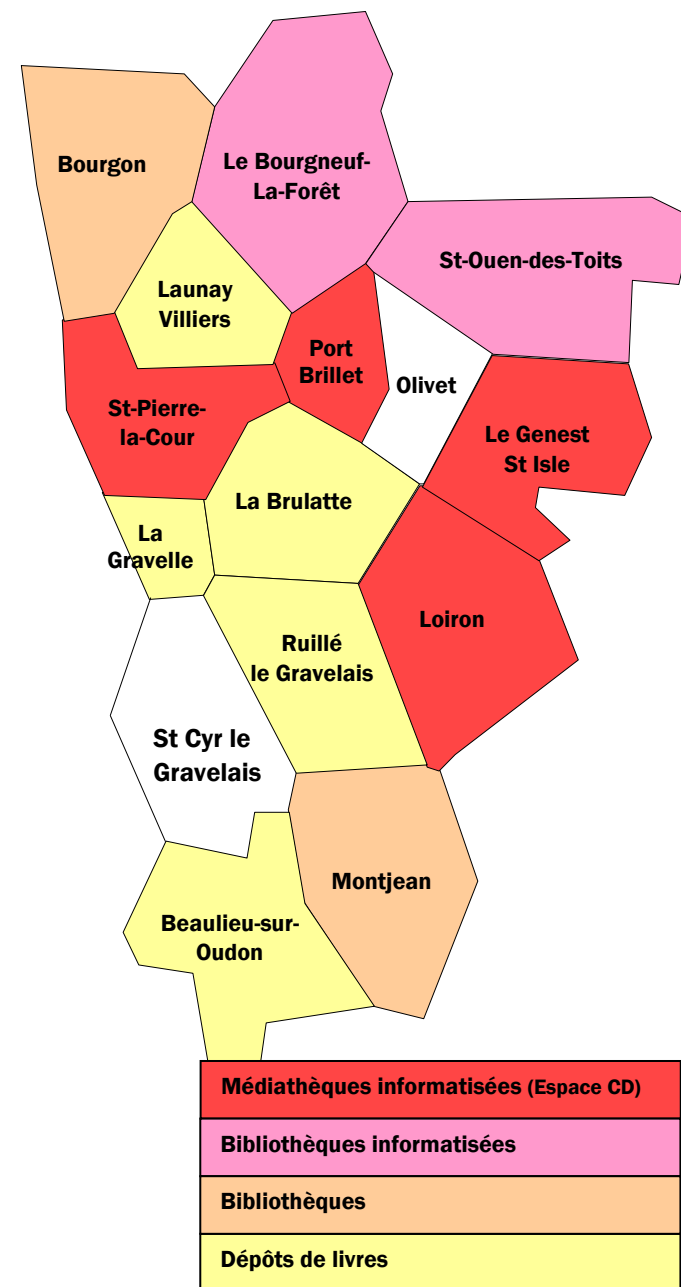 Bourgon
Le Bourgneuf-
La-Forêt
St-Ouen-des-Toits
Launay
Villiers
Port
Brillet
Olivet
St-Pierre-
la-Cour
Le Genest
St Isle
La Brulatte
La
Gravelle
Loiron
Ruillé
le Gravelais
St Cyr le
Gravelais
Montjean
Beaulieu-sur-
Oudon
Médiathèques informatisées (Espace CD)
Bibliothèques informatisées
Bibliothèques
Dépôts de livres